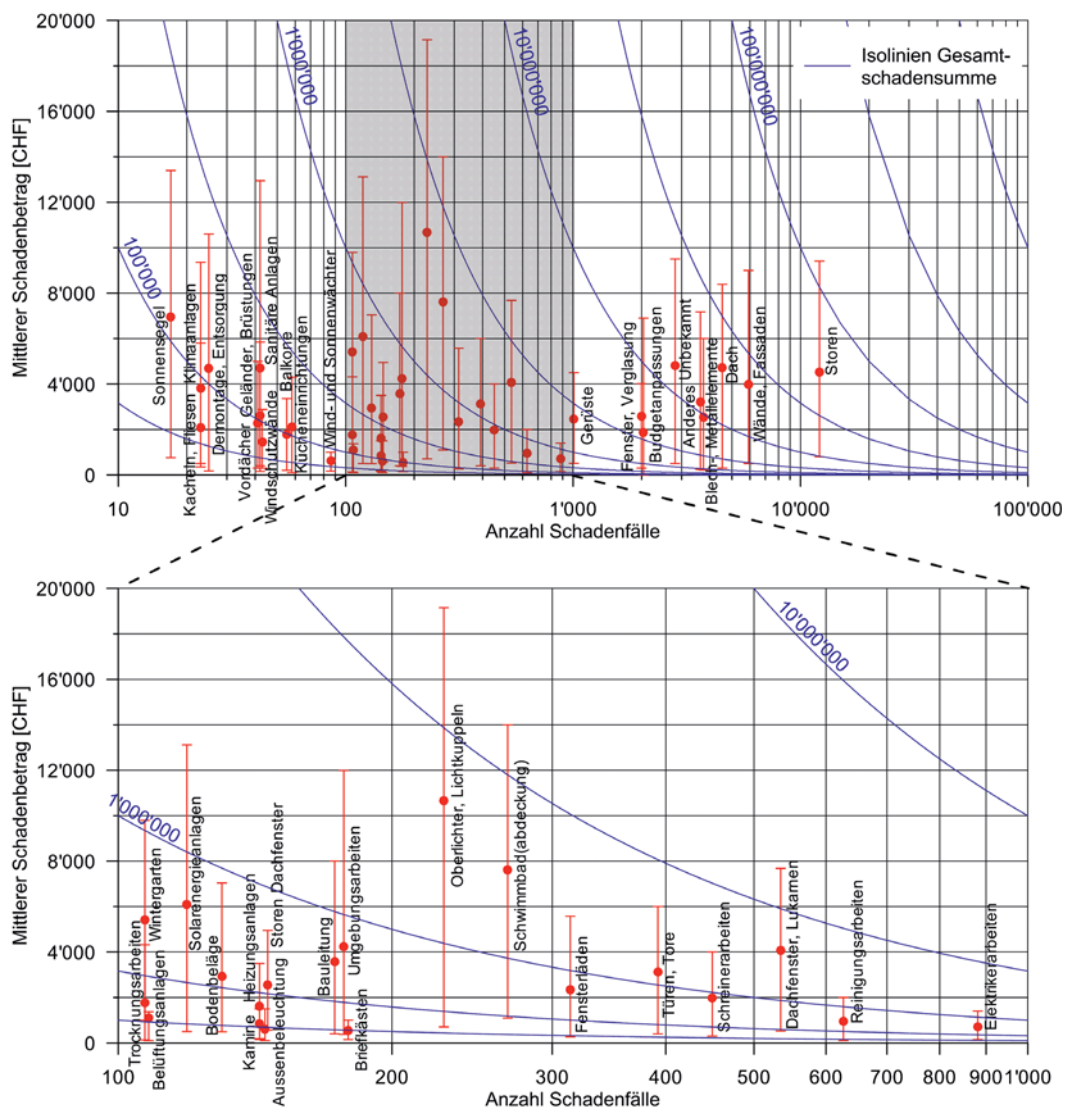 20'000
16'000
12'000
8'000
4'000
0
Mittlerer Schadenbetrag [CHF]
Isolinien Gesamt-
schadensumme
100'000
1'000'000
10'000'000
100'000'000
Sonnensegel
Kacheln, Fliesen
Klimaanlagen
Demontage, Entsorgung
Vordächer
Geländer, Brüstungen
Windschutzwände
Sanitäre Anlagen
Balkone
Kücheneinrichtungen
Wind- und Sonnenwächter
Gerüste
Fenster, Verglasung
Budgetanpassungen
Anderes Unbekannt
Blech-, Metallelemente
Dach
Wände, Fassaden
Storen
10
100
1000
10'000
100'000
Anzahl Schadenfälle
20'000
16'000
12'000
8'000
4'000
0
Mittlerer Schadenbetrag [CHF]
1'000'000
10'000'000
Trocknungsarbeiten
Belüftungsanlagen
Wintergarten
Solarenergieanlagen
Bodenbeläge
Kamine
Heizungsanlagen
Aussenbeleuchtung
Storen Dachfenster
Bauleitung
Umgebungsarbeiten
Briefkästen
Oberlichter, Lichtkuppeln
Schwimmbad(abdeckung)
Fensterläden
Türen, Tore
Schreinerarbeiten
Dachfenster, Lukarnen
Reinigungsarbeiten
Elektrikerarbeiten
100
200
300
400
500
600
700
800
900
1'000
Anzahl Schadenfälle